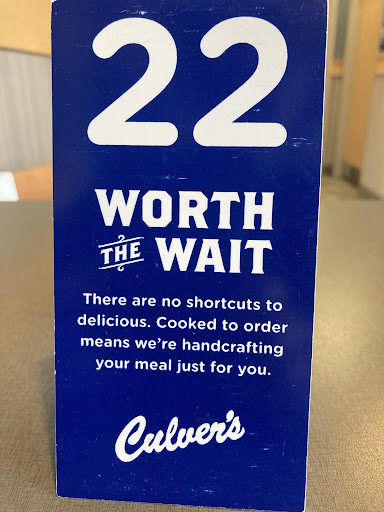 22
WORTH
THE WAIT
There are no shortcuts to
delicious. Cooked to order
means we're handcrafting
your meal just for you.
Culver's